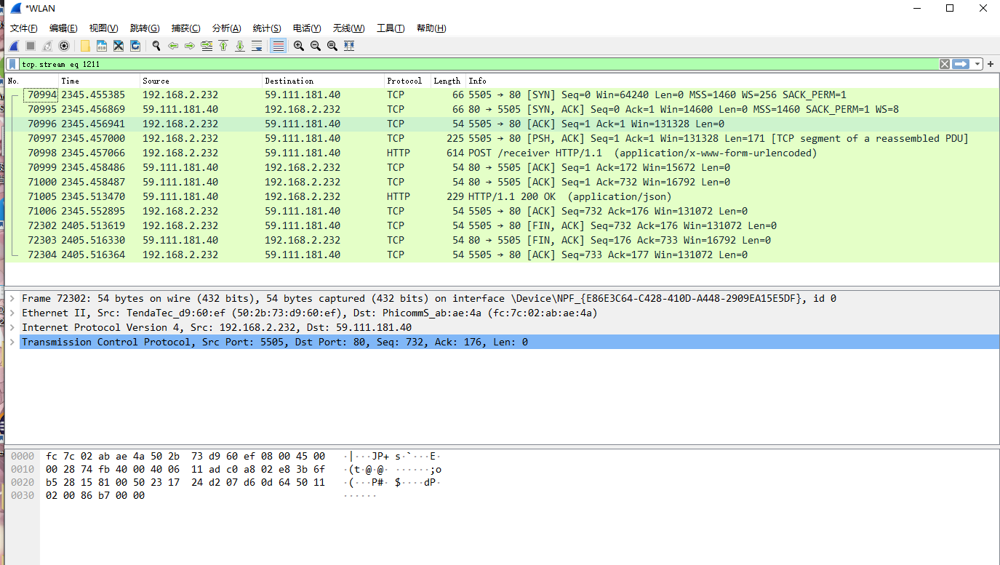 *WLAN
文件(F) 编辑(E) 视图(V) 跳转(G) 捕获(C) 分析(A) 统计(S) 电话(Y) 无线(W) 工具(T) 帮助(H)
tcp.stream eq 1211
No. Time Source Destination Protocol Length Info
70994 2345.455385 192.168.2.232 59.111.181.40 TCP 66 5505 → 80 [SYN] Seq=0 Win=64240 Len=0 MSS=1460 WS=256 SACK_PERM=1
70995 2345.456869 59.111.181.40 192.168.2.232 TCP 66 80 → 5505 [SYN, ACK] Seq=0 Ack=1 Win=14600 Len=0 MSS=1460 SACK_PERM=1 WS=8
70996 2345.456941 192.168.2.232 59.111.181.40 TCP 54 5505 → 80 [ACK] Seq=1 Ack=1 Win=131328 Len=0
70997 2345.457000 192.168.2.232 59.111.181.40 TCP 225 5505 → 80 [PSH, ACK] Seq=1 Ack=1 Win=131328 Len=171 [TCP segment of a reassembled PDU]
70998 2345.457066 192.168.2.232 59.111.181.40 HTTP 614 POST /receiver HTTP/1.1 (application/x-www-form-urlencoded)
70999 2345.458486 59.111.181.40 192.168.2.232 TCP 54 80 → 5505 [ACK] Seq=1 Ack=172 Win=15672 Len=0
71000 2345.458487 59.111.181.40 192.168.2.232 TCP 54 80 → 5505 [ACK] Seq=1 Ack=732 Win=16792 Len=0
71005 2345.513470 59.111.181.40 192.168.2.232 HTTP 229 HTTP/1.1 200 OK (application/json)
71006 2345.552895 192.168.2.232 59.111.181.40 TCP 54 5505 → 80 [ACK] Seq=732 Ack=176 Win=131072 Len=0
72302 2405.513619 192.168.2.232 59.111.181.40 TCP 54 5505 → 80 [FIN, ACK] Seq=732 Ack=176 Win=131072 Len=0
72303 2405.516330 59.111.181.40 192.168.2.232 TCP 54 80 → 5505 [FIN, ACK] Seq=176 Ack=733 Win=16792 Len=0
72304 2405.516364 192.168.2.232 59.111.181.40 TCP 54 5505 → 80 [ACK] Seq=733 Ack=177 Win=131072 Len=0
Frame 72302: 54 bytes on wire (432 bits), 54 bytes captured (432 bits) on interface \Device\NPF_{E86E3C64-C428-410D-A448-2909EA15E5DF}, id 0
Ethernet II, Src: TendaTec_d9:60:ef (50:2b:73:d9:60:ef), Dst: PhicommS_ab:ae:4a (fc:7c:02:ab:ae:4a)
Internet Protocol Version 4, Src: 192.168.2.232, Dst: 59.111.181.40
Transmission Control Protocol, Src Port: 5505, Dst Port: 80, Seq: 732, Ack: 176, Len: 0
0000 fc 7c 02 ab ae 4a 50 2b 73 d9 60 ef 08 00 45 00 ·|···JP+ s·`···E·
0010 00 28 74 fb 40 00 40 06 11 ad c0 a8 02 e8 3b 6f ·(t·@·@· ······;o
0020 b5 28 15 81 00 50 23 17 24 d2 07 d6 0d 64 50 11 ·(···P#· $····dP·
0030 02 00 86 b7 00 00 ······